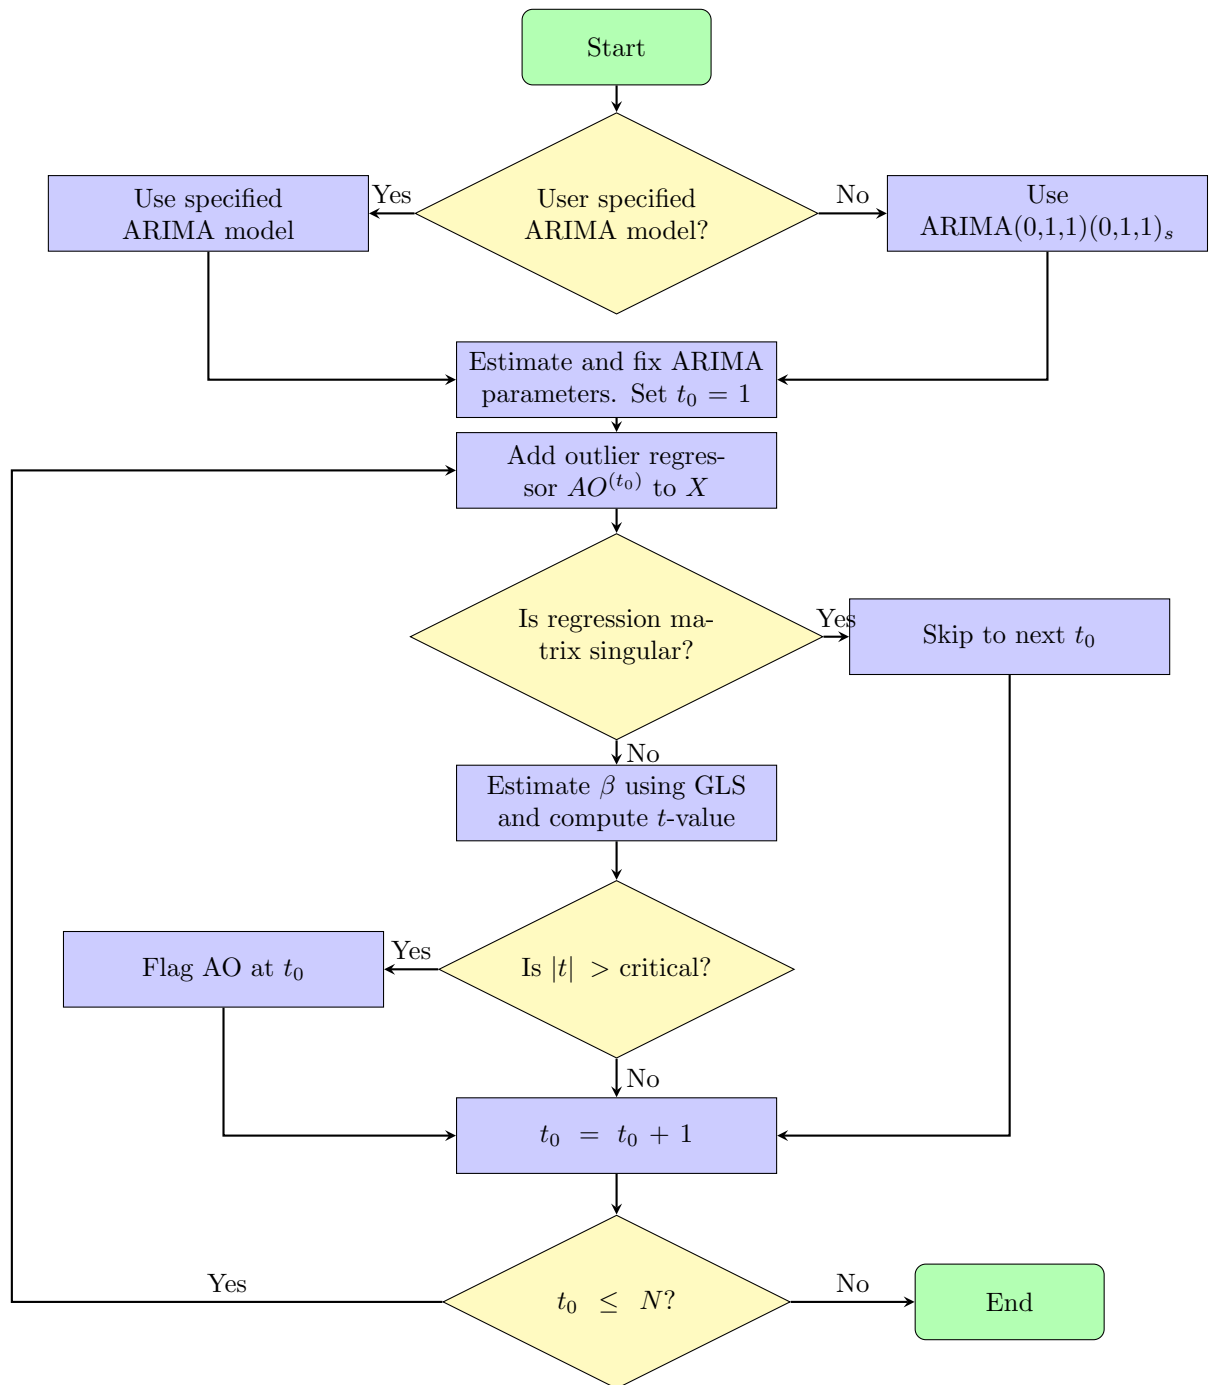 Start
User specified
ARIMA model?
Yes
No
Use specified
ARIMA model
Use
ARIMA(0,1,1)(0,1,1)ₛ
Estimate and fix ARIMA
parameters. Set t₀ = 1
Add outlier regres-
sor AO⁽ᵗ₀⁾ to X
Is regression ma-
trix singular?
Yes
Skip to next t₀
No
Estimate β using GLS
and compute t-value
Is |t| > critical?
Yes
Flag AO at t₀
No
t₀ = t₀ + 1
t₀ ≤ N?
Yes
No
End